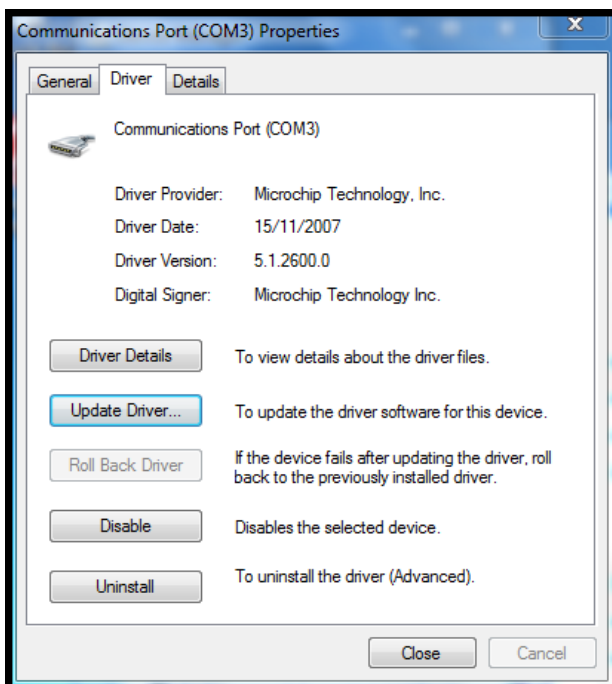 Communications Port (COM3) Properties
X
General Driver Details
Communications Port (COM3)
Driver Provider: Microchip Technology, Inc.
Driver Date: 15/11/2007
Driver Version: 5.1.2600.0
Digital Signer: Microchip Technology Inc.
Driver Details To view details about the driver files.
Update Driver... To update the driver software for this device.
Roll Back Driver If the device fails after updating the driver, roll
back to the previously installed driver.
Disable Disables the selected device.
Uninstall To uninstall the driver (Advanced).
Close Cancel